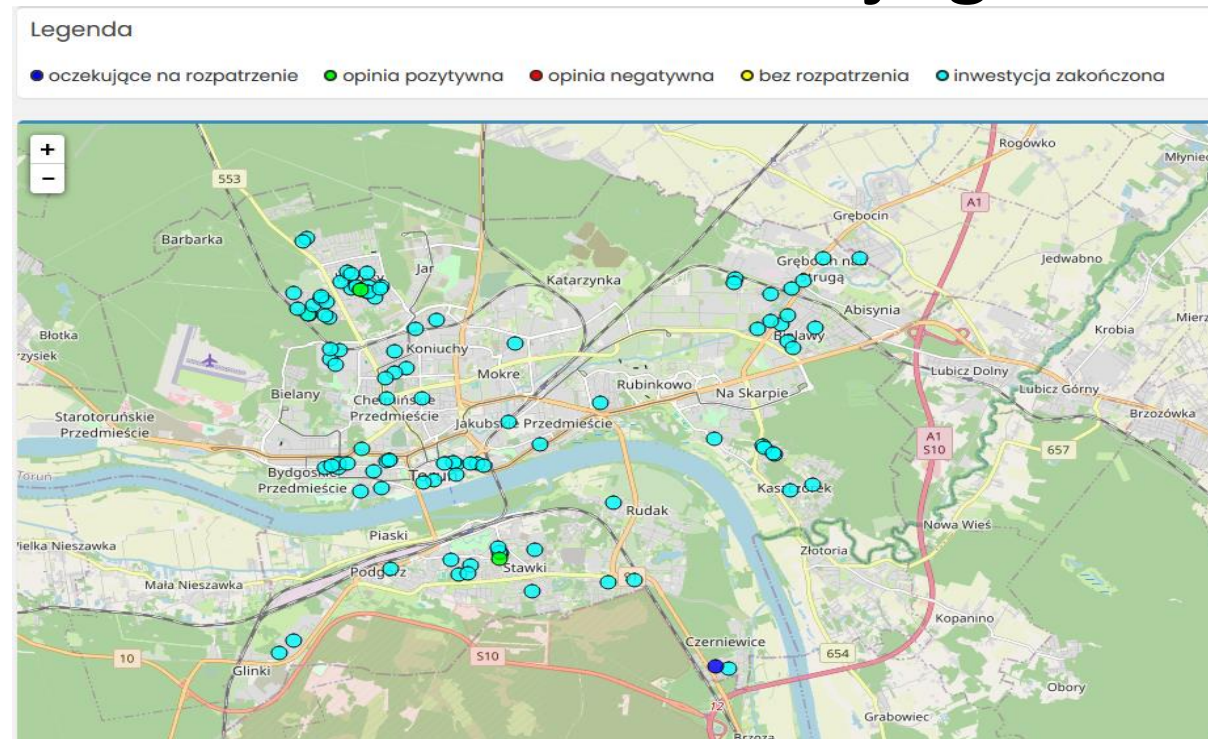 Legenda
oczekujące na rozpatrzenie opinia pozytywna opinia negatywna bez rozpatrzenia inwestycja zakończona
+
−
Rogówko
553
A1
Grębocin
Barbarka
Jar
Katarzynka
Jedwabno
Abisynia
Błotka
Koniuchy
Krobia
Mokre
Lubicz Dolny
Rubinkowo
Lubicz Górny
Bielany
Na Skarpie
Starotoruńskie
Przedmieście
Przedmieście
Brzozówka
Jakubskie Przedmieście
A1
S10
657
Przedmieście
Rudak
Nowa Wieś
Piaski
Złotoria
Stawki
Mała Nieszawka
Kopanino
Czerniewice
10
S10
654
Glinki
Obory
12
Grabowiec